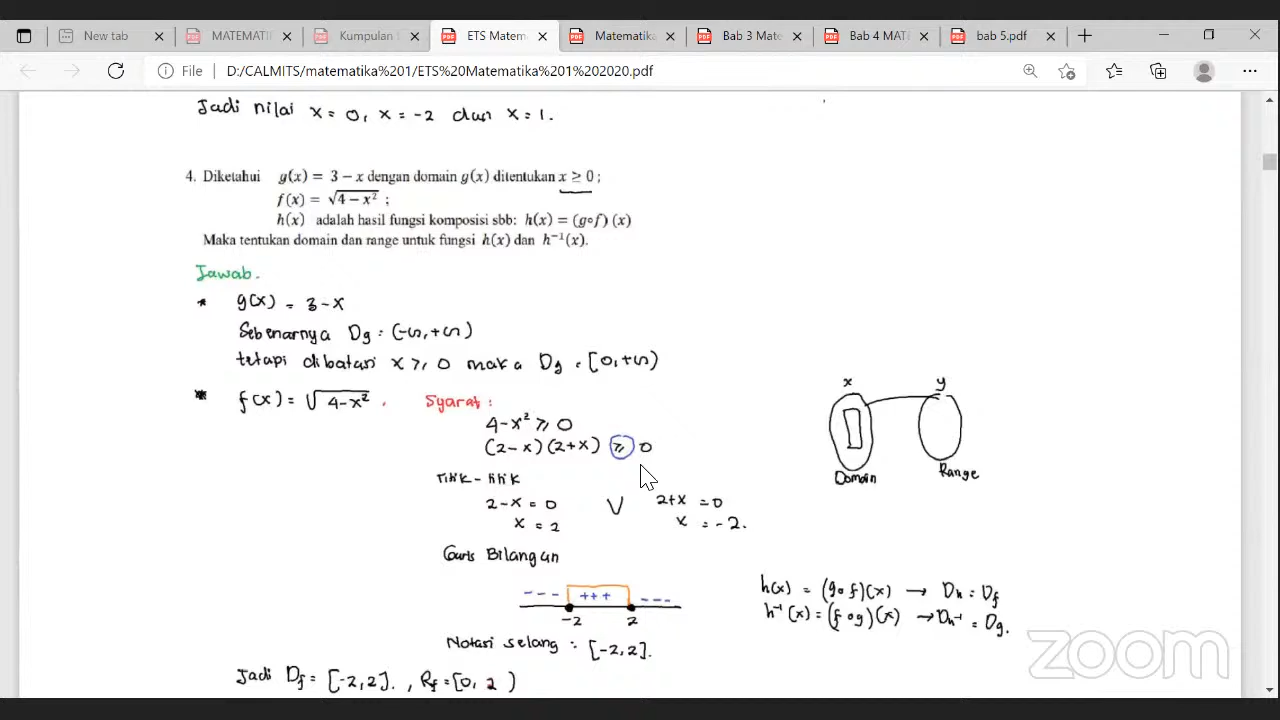 New tab
MATEMATI
Kumpulan
ETS Matem
Matematika
Bab 3 Mate
Bab 4 MATI
bab 5.pdf
File
D:/CALMITS/matematika%201/ETS%20Matematika%201%202020.pdf
Jadi nilai x = 0, x = -2 dan x = 1.
4. Diketahui g(x) = 3 − x dengan domain g(x) ditentukan x ≥ 0 ;
f(x) = √(4 − x²) ;
h(x) adalah hasil fungsi komposisi sbb: h(x) = (g∘f) (x)
Maka tentukan domain dan range untuk fungsi h(x) dan h⁻¹(x).
Jawab.
* g(x) = 3 - x
Sebenarnya Dg = (-∞, +∞)
tetapi dibatasi x ≥ 0 maka Dg = [0, +∞)
* f(x) = √(4-x²) . Syarat :
4 - x² ≥ 0
(2 - x) (2 + x) ≥ 0
x y
Domain Range
Titik - titik
2 - x = 0 V 2 + x = 0
x = 2 x = -2.
Garis Bilangan
- - - + + + - - -
-2 2
h(x) = (g∘f)(x) → Dh = Df
h⁻¹(x) = (f∘g)(x) → Dh⁻¹ = Dg.
Notasi selang : [-2, 2].
Jadi Df = [-2, 2]. , Rf = [0, 2 )
zoom